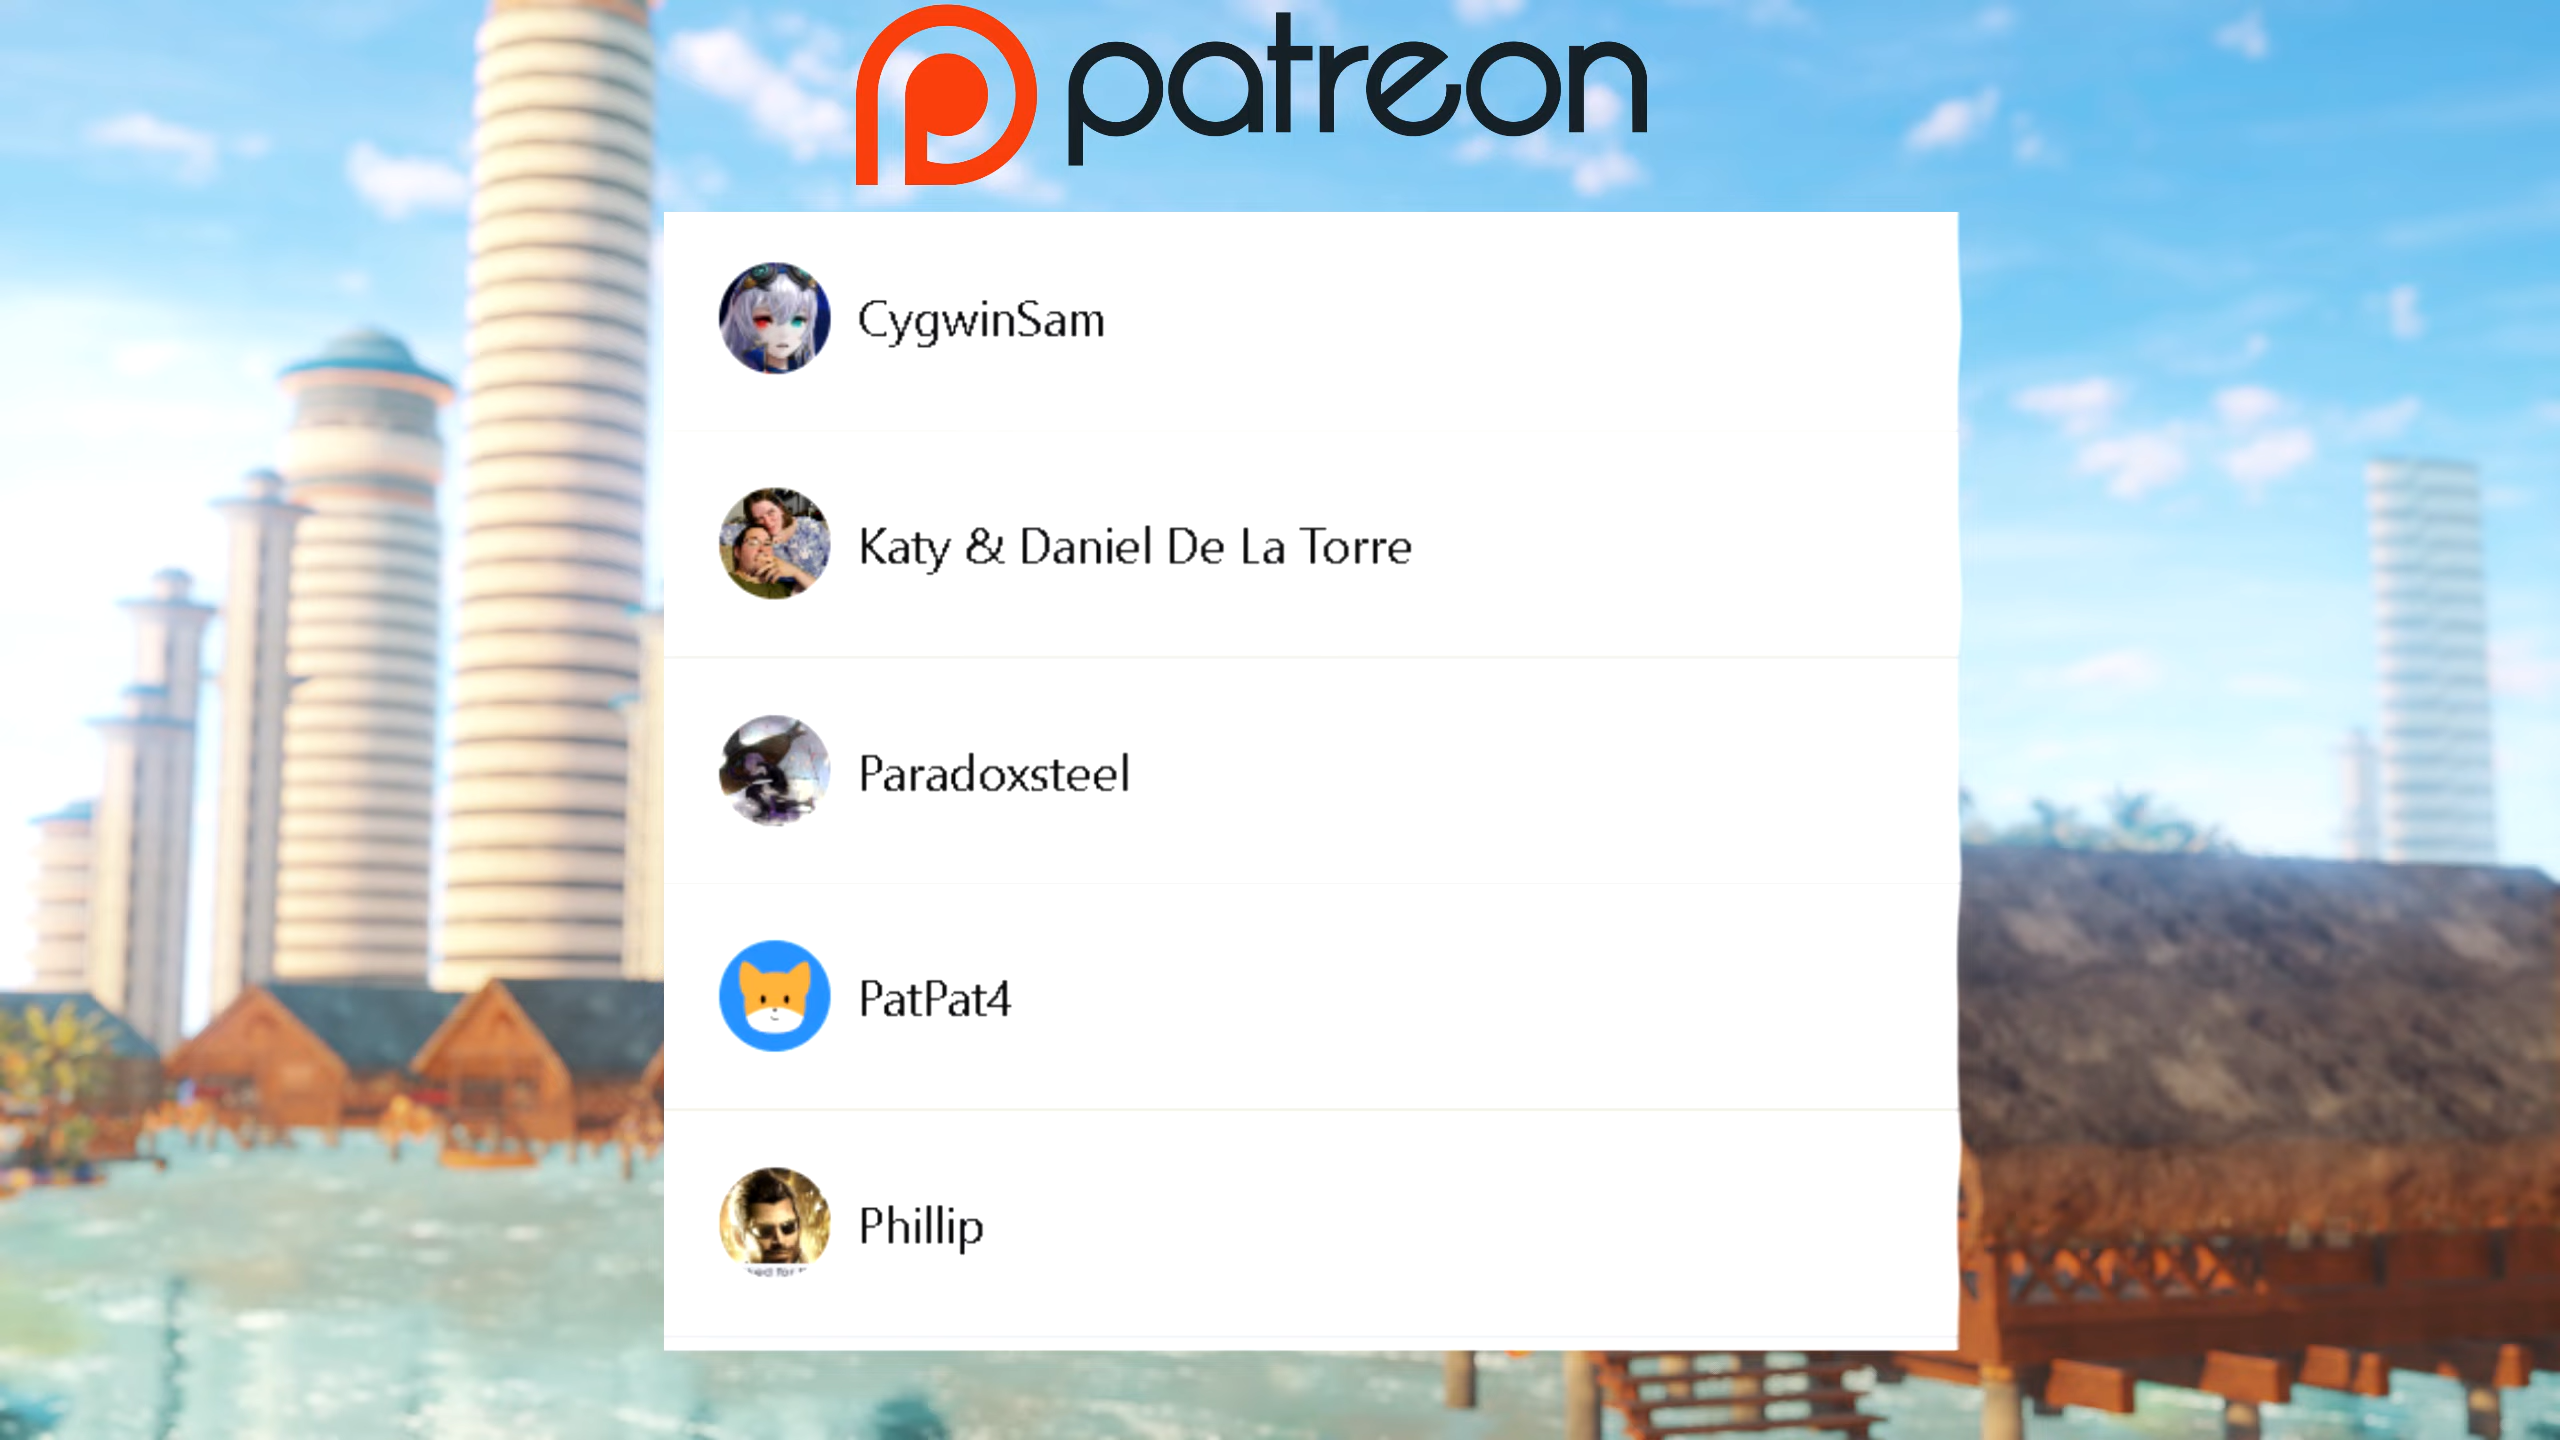 patreon
CygwinSam
Katy & Daniel De La Torre
Paradoxsteel
PatPat4
Phillip